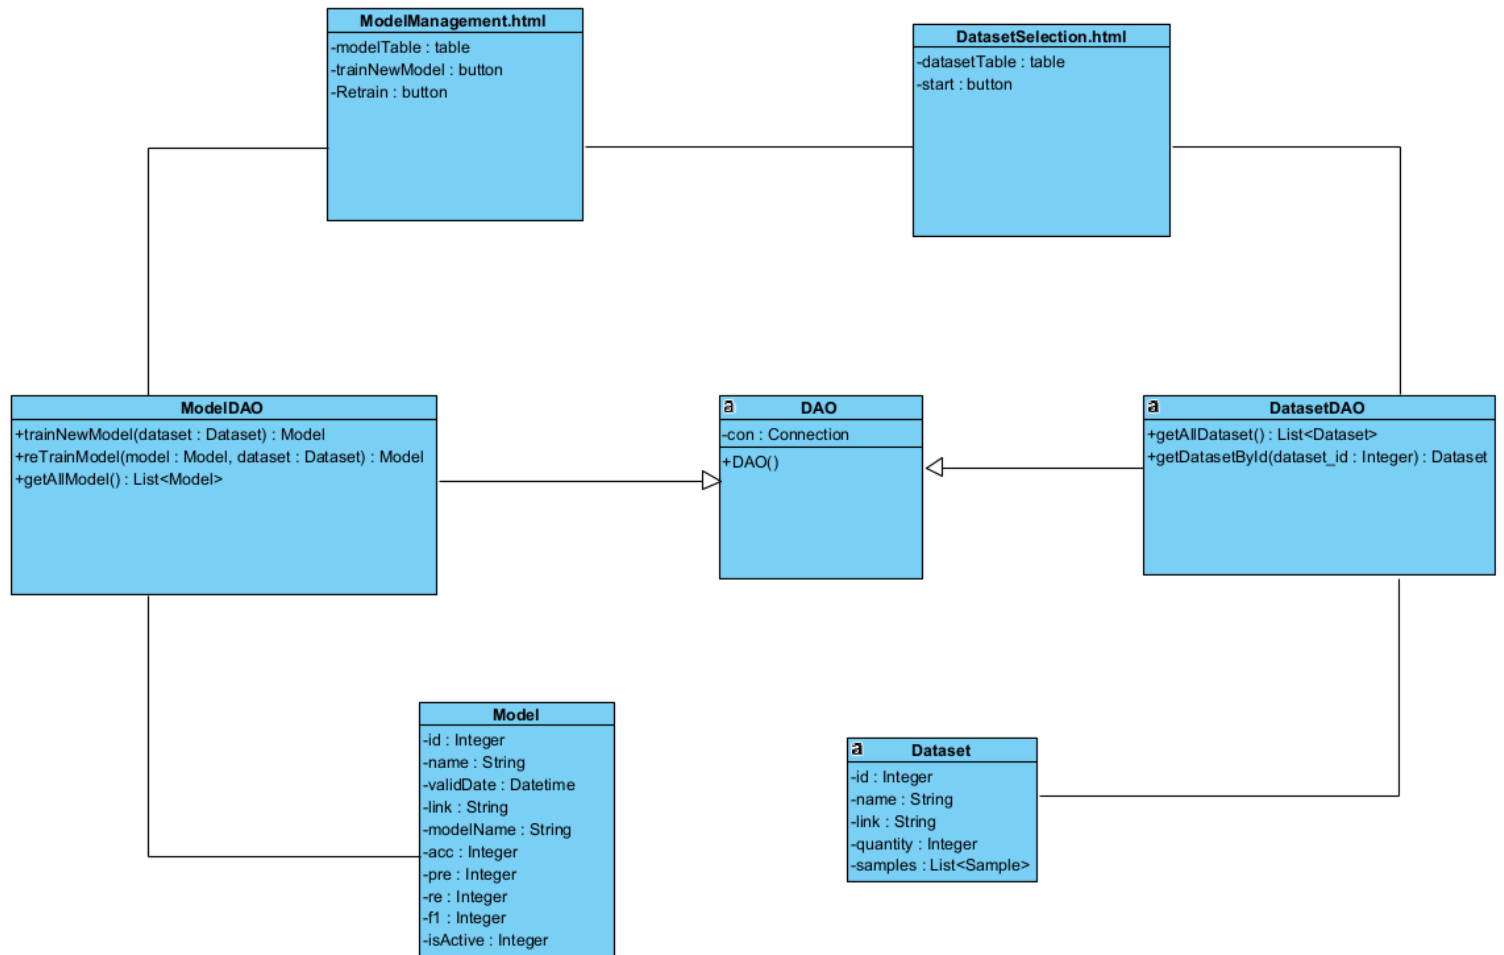 ModelManagement.html
-modelTable : table
-trainNewModel : button
-Retrain : button
DatasetSelection.html
-datasetTable : table
-start : button
ModelDAO
+trainNewModel(dataset : Dataset) : Model
+reTrainModel(model : Model, dataset : Dataset) : Model
+getAllModel() : List<Model>
a
DAO
-con : Connection
+DAO()
a
DatasetDAO
+getAllDataset() : List<Dataset>
+getDatasetById(dataset_id : Integer) : Dataset
Model
-id : Integer
-name : String
-validDate : Datetime
-link : String
-modelName : String
-acc : Integer
-pre : Integer
-re : Integer
-f1 : Integer
-isActive : Integer
a
Dataset
-id : Integer
-name : String
-link : String
-quantity : Integer
-samples : List<Sample>